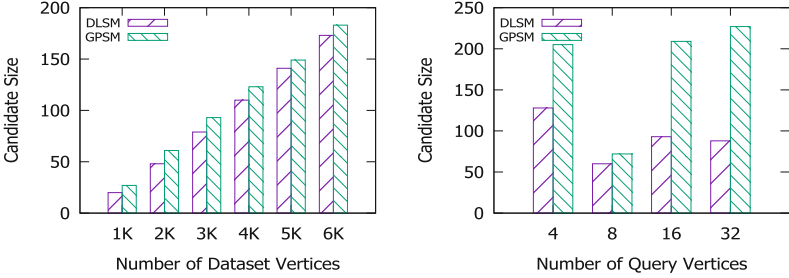 DLSM
GPSM
Candidate Size
200
150
100
50
0
1K 2K 3K 4K 5K 6K
Number of Dataset Vertices
DLSM
GPSM
Candidate Size
250
200
150
100
50
0
4 8 16 32
Number of Query Vertices